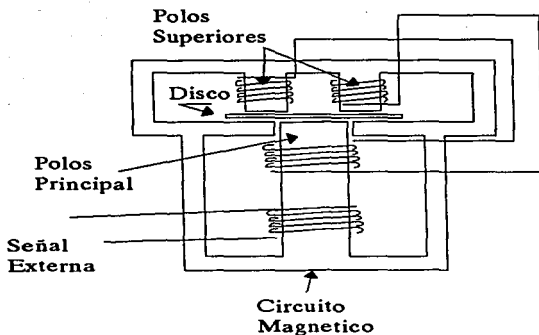 Polos
Superiores
Disco
Polos
Principal
Señal
Externa
Circuito
Magnetico